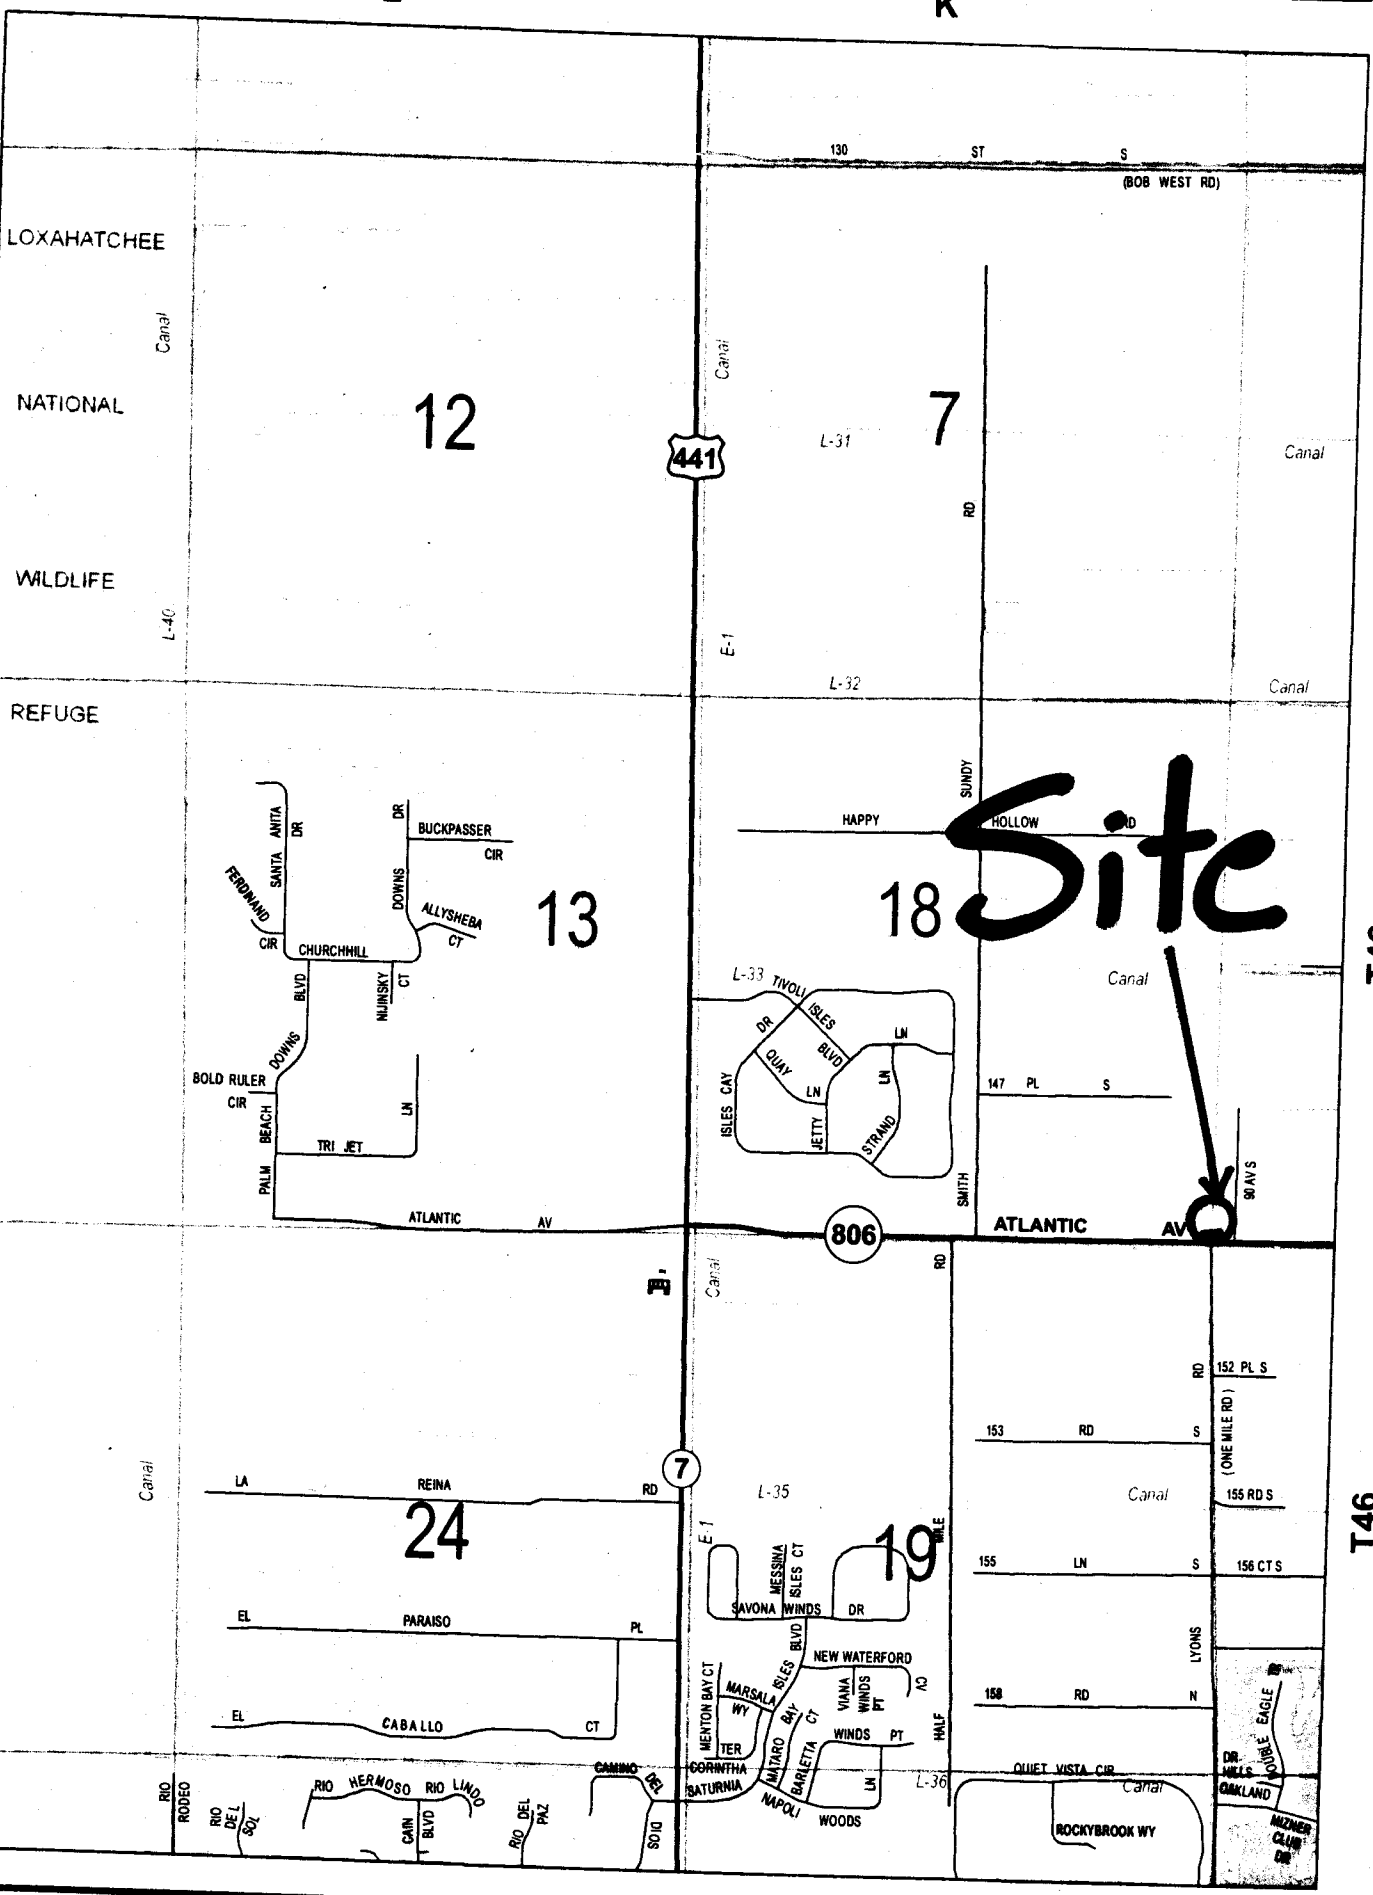 K
130 ST S
(BOB WEST RD)
LOXAHATCHEE
Canal
Canal
NATIONAL
12
7
441
L-31
Canal
RD
WILDLIFE
L-40
E-1
L-32
Canal
REFUGE
SUNDY
Site
HAPPY HOLLOW
SANTA ANITA
DR
DR
BUCKPASSER
CIR
FERDINAND
CIR
DOWNS
ALLYSHEBA
CT
13
18
CHURCHHILL
BLVD
NIJINSKY
CT
L-33
TIVOLI
ISLES
BLVD
DR
QUAY
LN
LN
LN
Canal
DOWNS
BOLD RULER
CIR
BEACH
PALM
LN
TRI JET
ISLES CAY
JETTY
STRAND
147 PL S
SMITH
90 AV S
ATLANTIC AV
806
ATLANTIC AV
RD
Canal
RD
152 PL S
(ONE MILE RD)
153 RD S
7
Canal
LA REINA RD
L-35
Canal
155 RD S
T46
24
E-1
19
MILE
MESSINA
ISLES CT
155 LN S
156 CT S
SAVONA WINDS DR
EL PARAISO PL
BLVD
ISLES
NEW WATERFORD
CV
LYONS
MENTON BAY CT
MARSALA
WY
VIANA
WINDS
PT
158 RD N
EL CABALLO CT
MATARO BAY
CT
BARLETTA
WINDS PT
HALF
TER
DOUBLE EAGLE
DR
HILLS
OAKLAND
CAMINO DEL
DIOS
CORINTHA
SATURNIA
LN
L-36
QUIET VISTA CIR
Canal
RIO
RODEO
RIO HERMOSO RIO LINDO
NAPOLI
WOODS
RIO
DEL
SOL
CAIN
BLVD
RIO DEL
PAZ
ROCKYBROOK WY
MIZNER
CLUB
DR